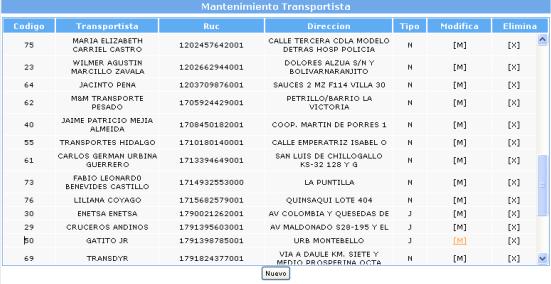 Mantenimiento Transportista
Codigo Transportista Ruc Direccion Tipo Modifica Elimina
75 MARIA ELIZABETH CARRIEL CASTRO 1202457642001 CALLE TERCERA CDLA MODELO DETRAS HOSP POLICIA N [M] [X]
23 WILMER AGUSTIN MARCILLO ZAVALA 1202662944001 DOLORES ALZUA S/N Y BOLIVARNARANJITO N [M] [X]
64 JACINTO PENA 1203709876001 SAUCES 2 MZ F114 VILLA 30 N [M] [X]
62 M&M TRANSPORTE PESADO 1705924429001 PETRILLO/BARRIO LA VICTORIA N [M] [X]
40 JAIME PATRICIO MEJIA ALMEIDA 1708450182001 COOP. MARTIN DE PORRES 1 N [M] [X]
55 TRANSPORTES HIDALGO 1710180140001 CALLE EMPERATRIZ ISABEL O N [M] [X]
61 CARLOS GERMAN URBINA GUERRERO 1713394649001 SAN LUIS DE CHILLOGALLO KS-32 128 Y G N [M] [X]
73 FABIO LEONARDO BENEVIDES CASTILLO 1714932553000 LA PUNTILLA N [M] [X]
76 LILIANA COYAGO 1715682579001 QUINSAQUI LOTE 404 N [M] [X]
30 ENETSA ENETSA 1790021262001 AV COLOMBIA Y QUESEDAS DE J [M] [X]
29 CRUCEROS ANDINOS 1791395603001 AV MALDONADO S28-195 Y EL J [M] [X]
50 GATITO JR 1791398785001 URB MONTEBELLO J [M] [X]
69 TRANSDYR 1791824377001 VIA A DAULE KM. SIETE Y MEDIO PROSPERINA OCTA N [M] [X]
Nuevo